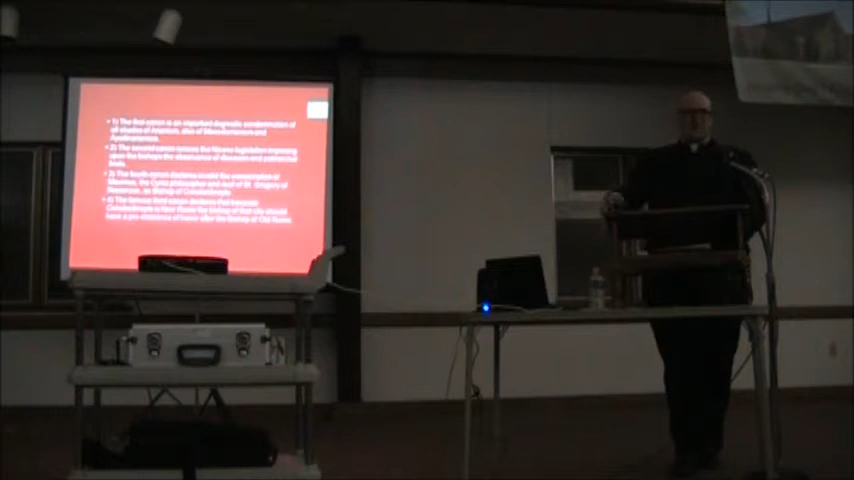 • 1) The first canon is an important dogmatic condemnation of
all shades of Arianism, also of Macedonianism and
Apollinarianism.
• 2) The second canon renews the Nicene legislation imposing
upon the bishops the observance of diocesan and patriarchal
limits.
• 3) The fourth canon declares invalid the consecration of
Maximus, the Cynic philosopher and rival of St. Gregory of
Nazianzus, as Bishop of Constantinople.
• 4) The famous third canon declares that because
Constantinople is New Rome the bishop of that city should
have a pre-eminence of honor after the Bishop of Old Rome.